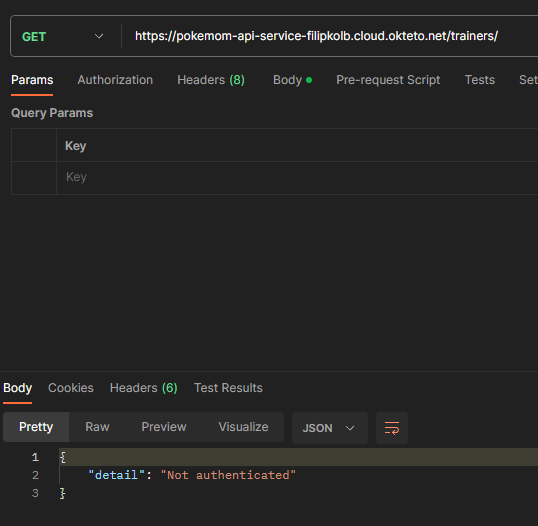 GET https://pokemom-api-service-filipkolb.cloud.okteto.net/trainers/
Params Authorization Headers (8) Body Pre-request Script Tests Set
Query Params
Key
Key
Body Cookies Headers (6) Test Results
Pretty Raw Preview Visualize JSON
1 {
2 "detail": "Not authenticated"
3 }